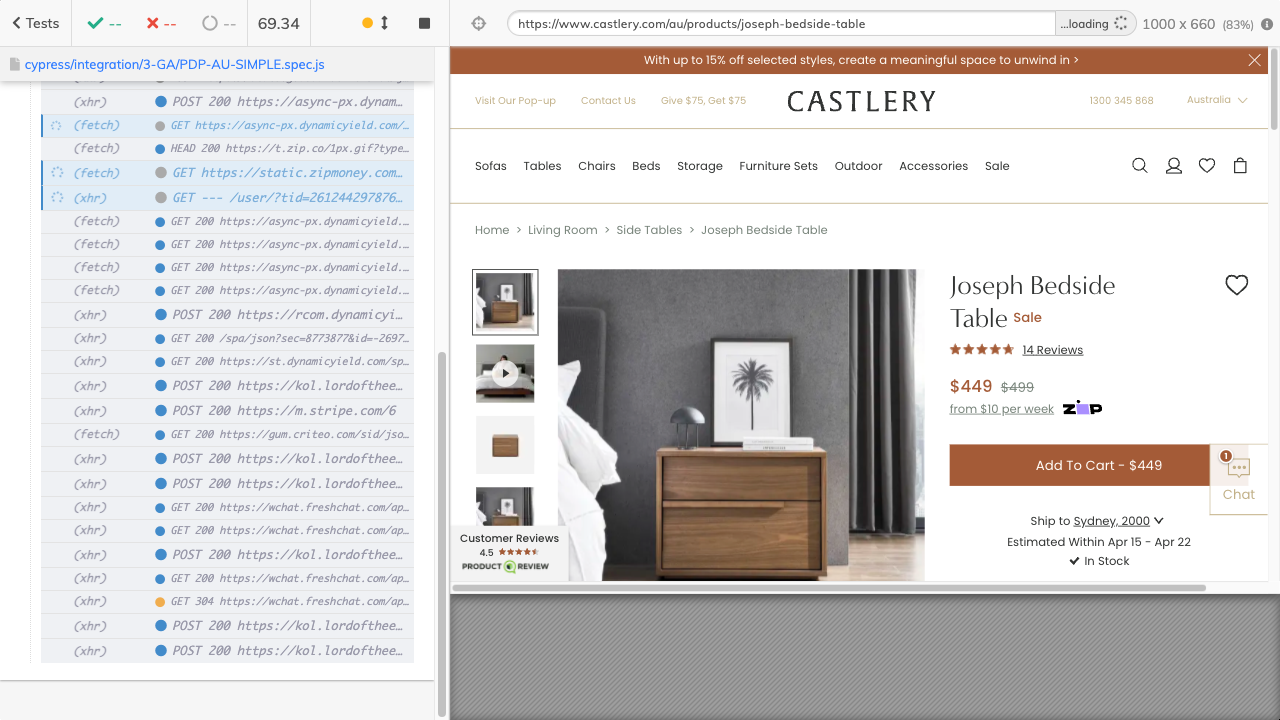 Tests
--
--
--
69.34
https://www.castlery.com/au/products/joseph-bedside-table
...loading
1000 x 660 (83%)
cypress/integration/3-GA/PDP-AU-SIMPLE.spec.js
(xhr) POST 200 https://async-px.dynam...
(fetch) GET https://async-px.dynamicyield.com/...
(fetch) HEAD 200 https://t.zip.co/1px.gif?type...
(fetch) GET https://static.zipmoney.com...
(xhr) GET --- /user/?tid=261244297876...
(fetch) GET 200 https://async-px.dynamicyield....
(fetch) GET 200 https://async-px.dynamicyield....
(fetch) GET 200 https://async-px.dynamicyield....
(fetch) GET 200 https://async-px.dynamicyield....
(xhr) POST 200 https://rcom.dynamicyi...
(xhr) GET 200 /spa/json?sec=8773877&id=-2697...
(xhr) POST 200 https://kol.lordofthee...
(xhr) POST 200 https://m.stripe.com/6
(fetch) GET 200 https://gum.criteo.com/sid/jso...
(xhr) POST 200 https://kol.lordofthee...
(xhr) POST 200 https://kol.lordofthee...
(xhr) GET 200 https://wchat.freshchat.com/ap...
(xhr) GET 200 https://wchat.freshchat.com/ap...
(xhr) POST 200 https://kol.lordofthee...
(xhr) GET 200 https://wchat.freshchat.com/ap...
(xhr) GET 304 https://wchat.freshchat.com/ap...
(xhr) POST 200 https://kol.lordofthee...
(xhr) POST 200 https://kol.lordofthee...
With up to 15% off selected styles, create a meaningful space to unwind in >
Visit Our Pop-up
Contact Us
Give $75, Get $75
CASTLERY
1300 345 868
Australia
Sofas Tables Chairs Beds Storage Furniture Sets Outdoor Accessories Sale
Home > Living Room > Side Tables > Joseph Bedside Table
Joseph Bedside
Table Sale
14 Reviews
$449 $499
from $10 per week zip
Add To Cart - $449
1
Chat
Ship to Sydney, 2000
Estimated Within Apr 15 - Apr 22
In Stock
Customer Reviews
4.5
PRODUCT REVIEW